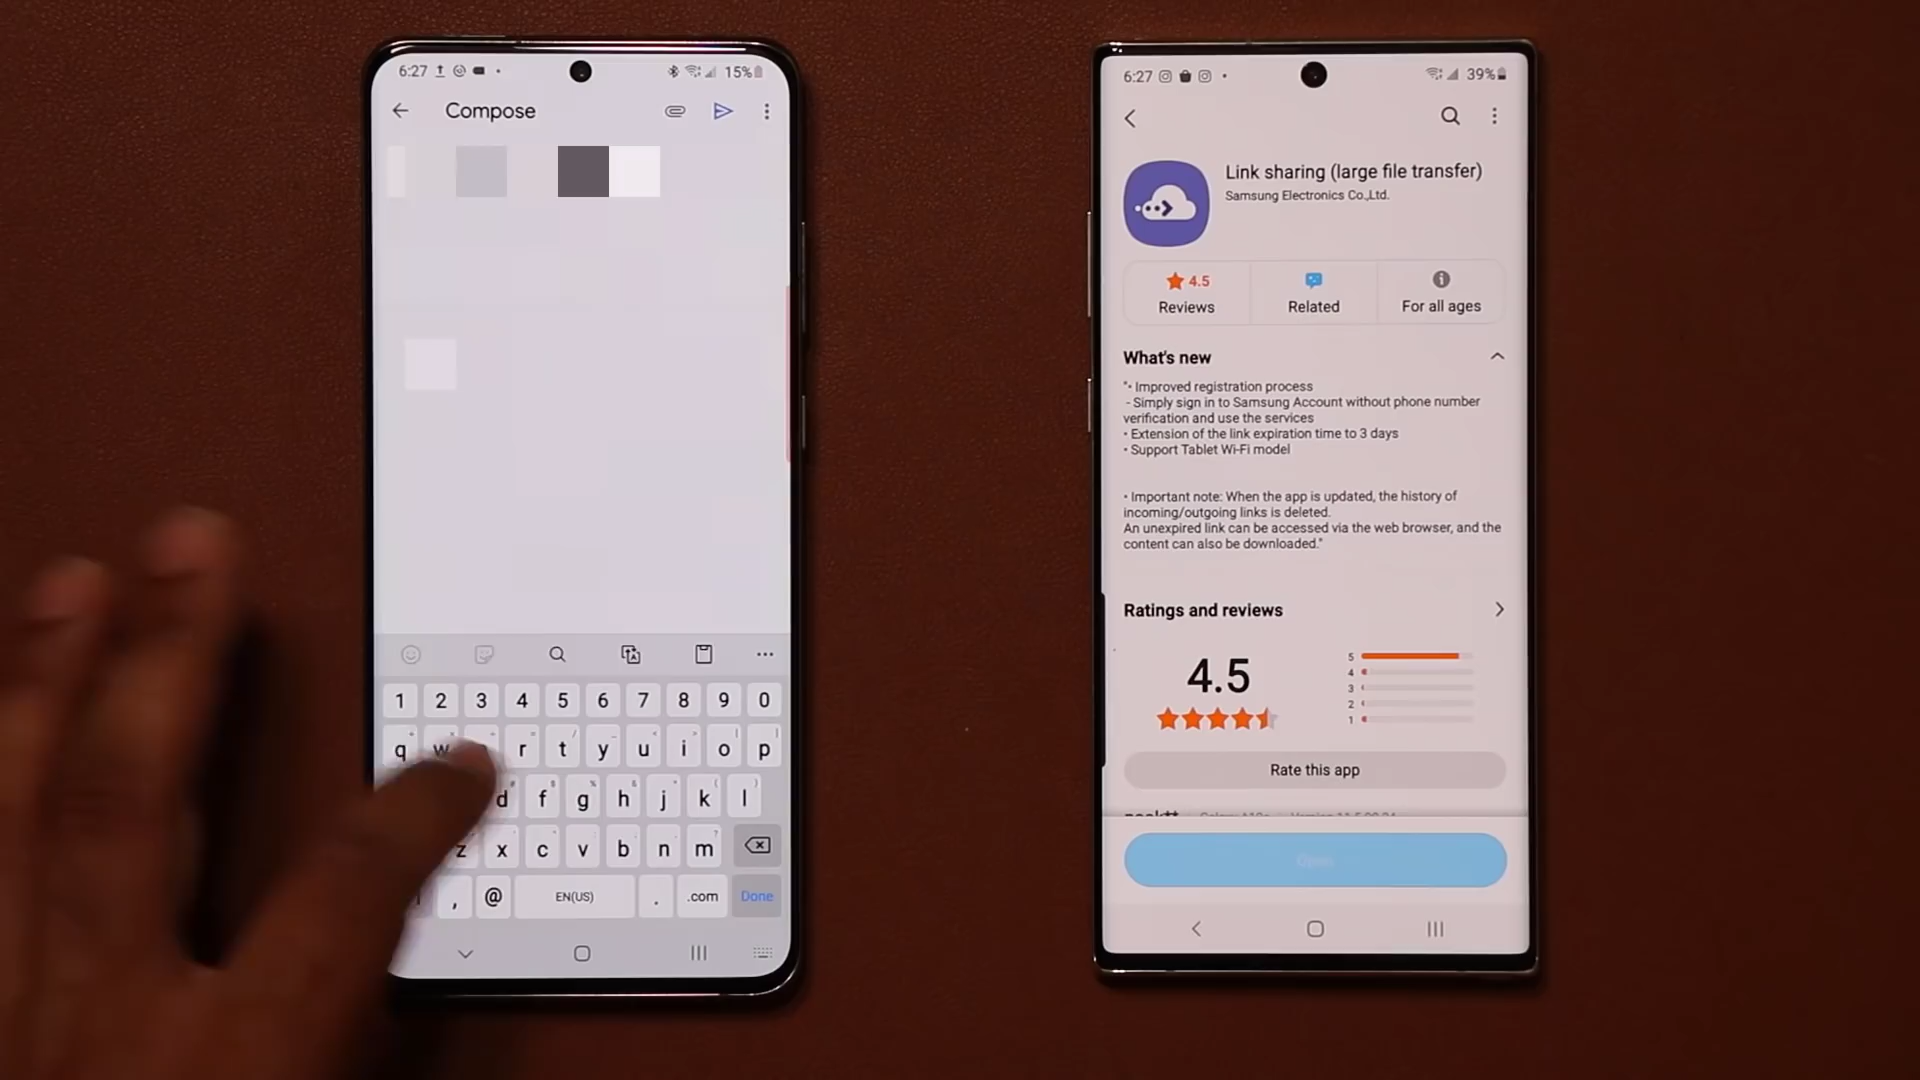 6:27
15%
Compose
1 2 3 4 5 6 7 8 9 0
q w r t y u i o p
d f g h j k l
z x c v b n m
, @ EN(US) . .com Done
6:27
39%
Link sharing (large file transfer)
Samsung Electronics Co.,Ltd.
4.5
Reviews
Related
For all ages
What's new
"• Improved registration process
- Simply sign in to Samsung Account without phone number
verification and use the services
• Extension of the link expiration time to 3 days
• Support Tablet Wi-Fi model
• Important note: When the app is updated, the history of
incoming/outgoing links is deleted.
An unexpired link can be accessed via the web browser, and the
content can also be downloaded."
Ratings and reviews
4.5
5
4
3
2
1
Rate this app
Open